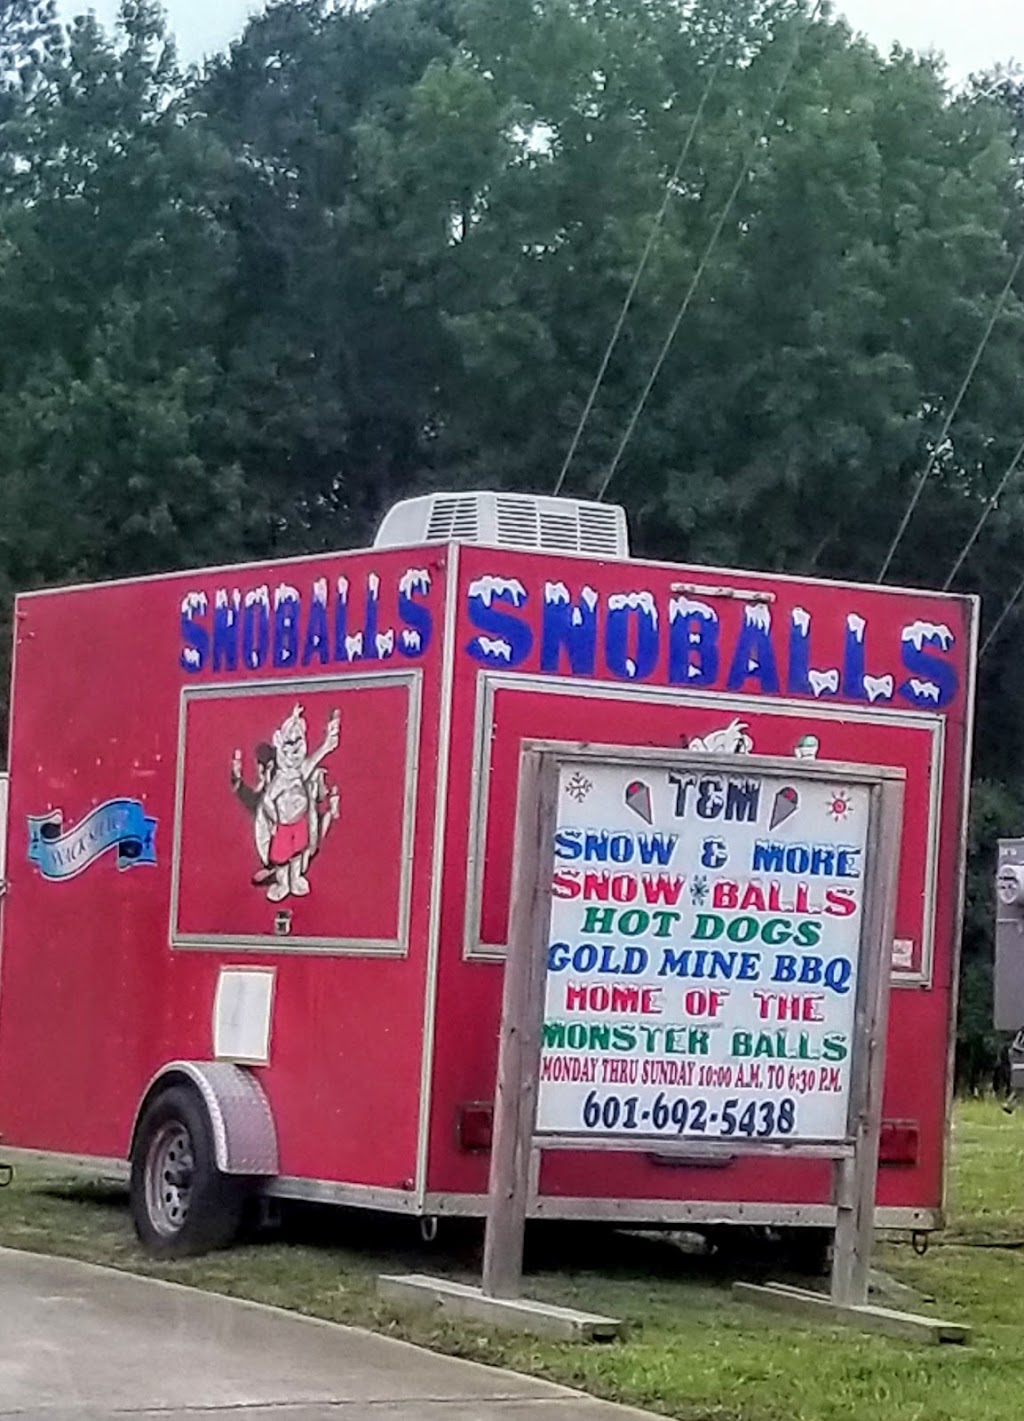 SNOBALLS
SNOBALLS
T&M
SNOW & MORE
SNOW BALLS
HOT DOGS
GOLD MINE BBQ
HOME OF THE
MONSTER BALLS
MONDAY THRU SUNDAY 10:00 A.M. TO 6:30 P.M.
601-692-5438